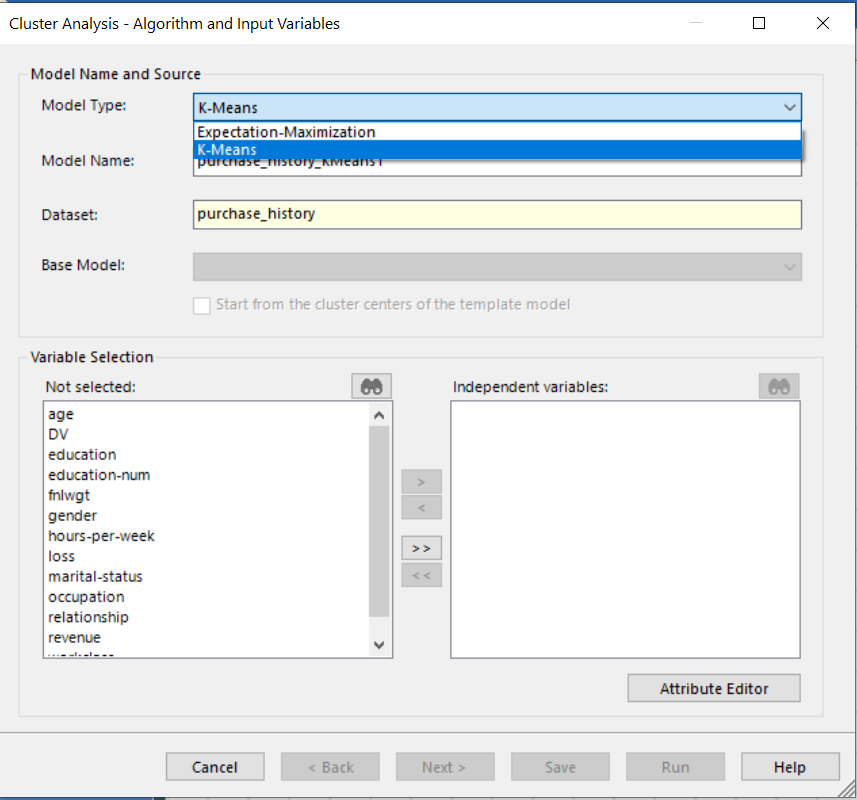 Cluster Analysis - Algorithm and Input Variables
Model Name and Source
Model Type:
K-Means
Expectation-Maximization
K-Means
Model Name:
purchase_history_KMeans1
Dataset:
purchase_history
Base Model:
Start from the cluster centers of the template model
Variable Selection
Not selected:
Independent variables:
age
DV
education
education-num
fnlwgt
gender
hours-per-week
loss
marital-status
occupation
relationship
revenue
workclass
>
<
>>
<<
Attribute Editor
Cancel
< Back
Next >
Save
Run
Help